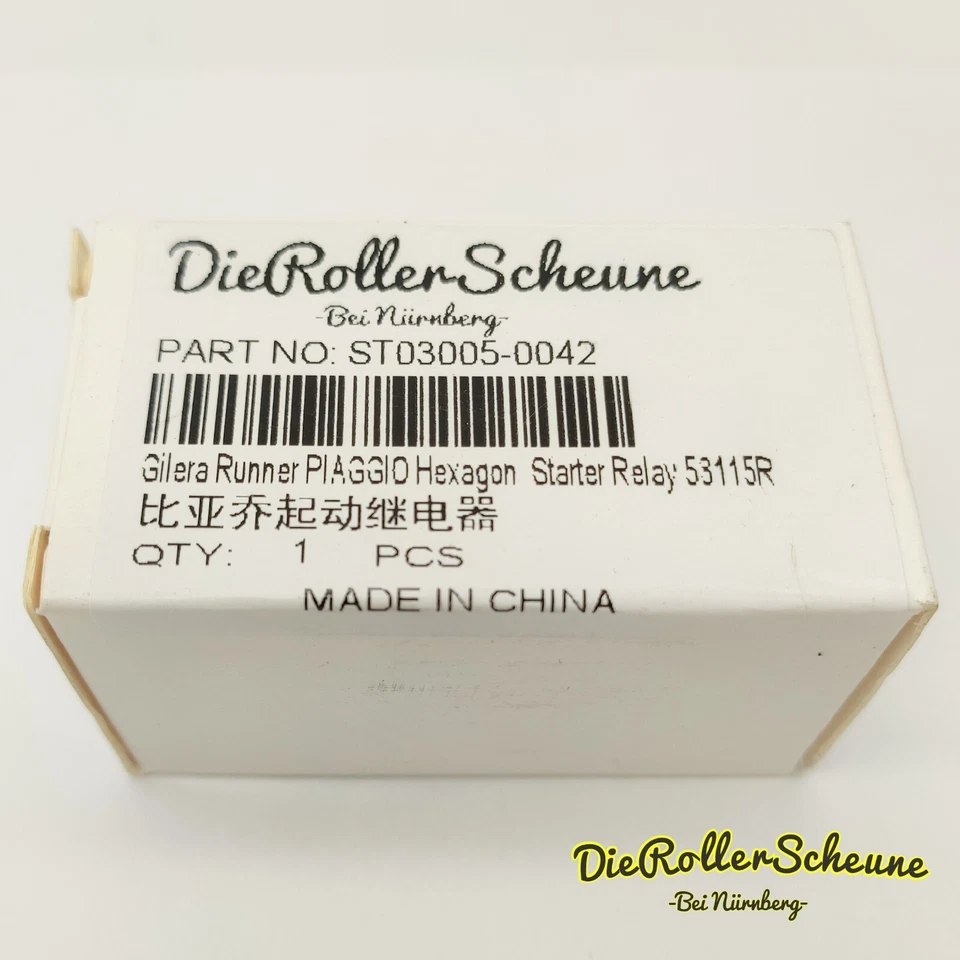 DieRollerScheune
-Bei Nürnberg-
PART NO: ST03005-0042
Gilera Runner PIAGGIO Hexagon Starter Relay 53115R
比亚乔起动继电器
QTY: 1 PCS
MADE IN CHINA
DieRollerScheune
-Bei Nürnberg-